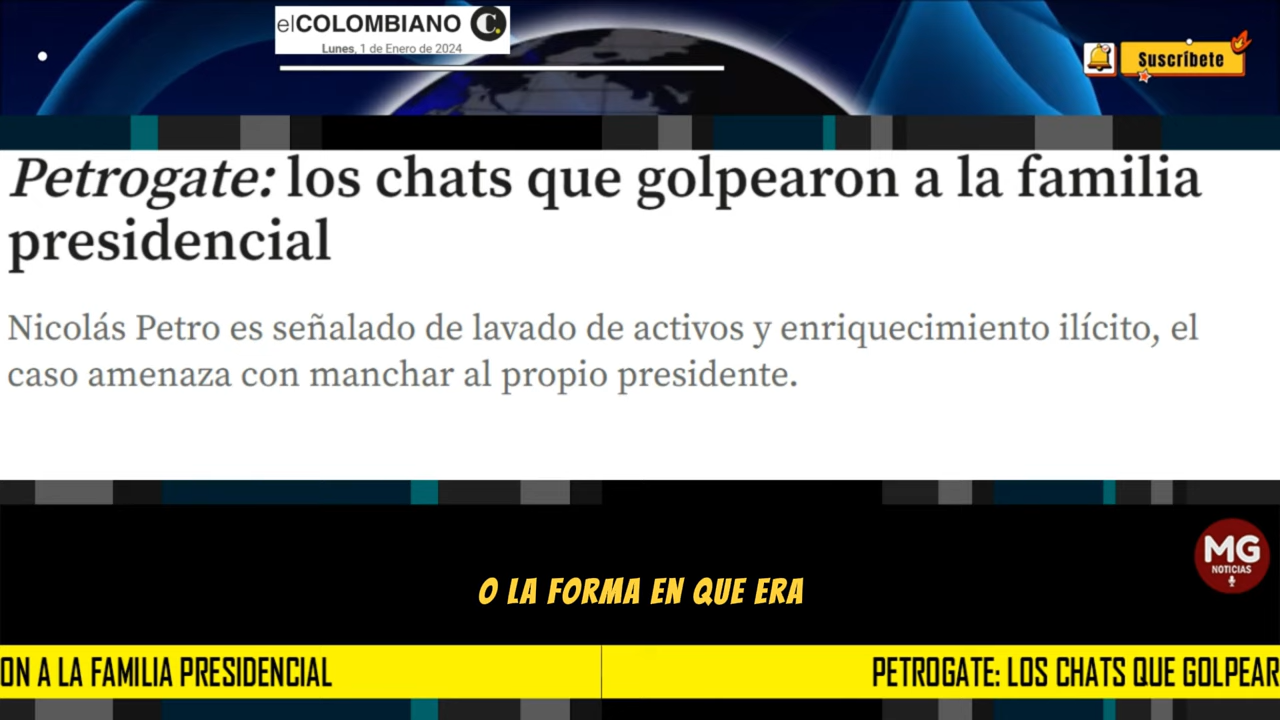 elCOLOMBIANO C.
Lunes, 1 de Enero de 2024
Suscríbete
Petrogate: los chats que golpearon a la familia
presidencial
Nicolás Petro es señalado de lavado de activos y enriquecimiento ilícito, el
caso amenaza con manchar al propio presidente.
MG
NOTICIAS
O LA FORMA EN QUE ERA
ON A LA FAMILIA PRESIDENCIAL
PETROGATE: LOS CHATS QUE GOLPEAR